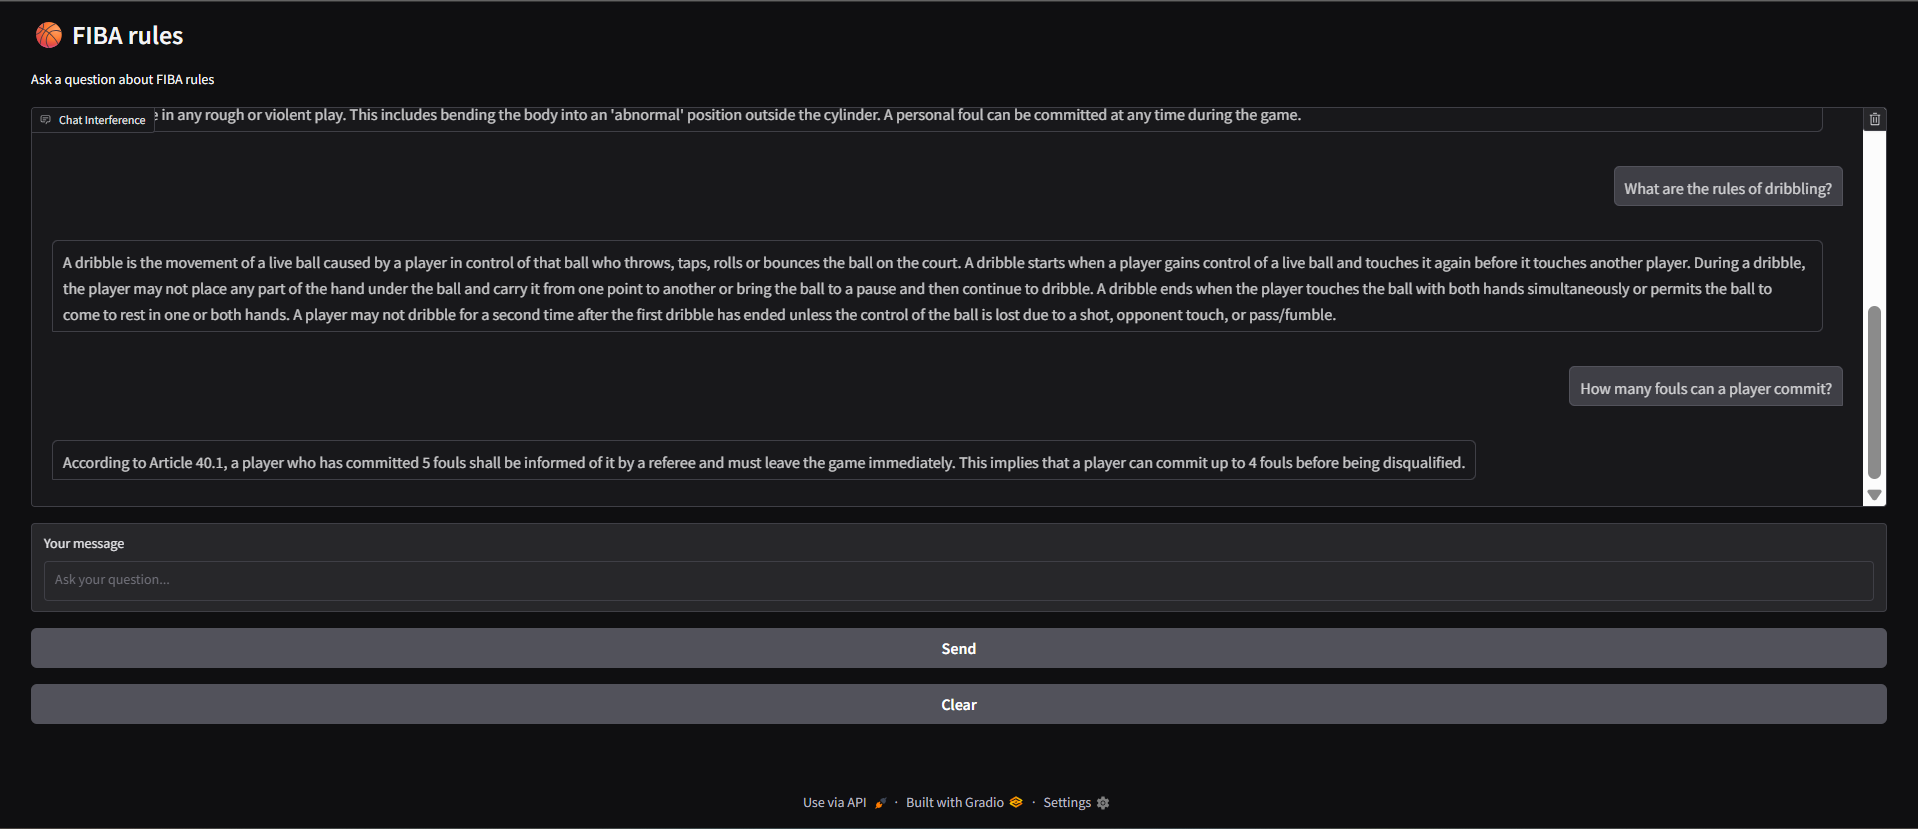 FIBA rules
Ask a question about FIBA rules
Chat Interference
in any rough or violent play. This includes bending the body into an 'abnormal' position outside the cylinder. A personal foul can be committed at any time during the game.
What are the rules of dribbling?
A dribble is the movement of a live ball caused by a player in control of that ball who throws, taps, rolls or bounces the ball on the court. A dribble starts when a player gains control of a live ball and touches it again before it touches another player. During a dribble,
the player may not place any part of the hand under the ball and carry it from one point to another or bring the ball to a pause and then continue to dribble. A dribble ends when the player touches the ball with both hands simultaneously or permits the ball to
come to rest in one or both hands. A player may not dribble for a second time after the first dribble has ended unless the control of the ball is lost due to a shot, opponent touch, or pass/fumble.
How many fouls can a player commit?
According to Article 40.1, a player who has committed 5 fouls shall be informed of it by a referee and must leave the game immediately. This implies that a player can commit up to 4 fouls before being disqualified.
Your message
Ask your question...
Send
Clear
Use via API · Built with Gradio · Settings